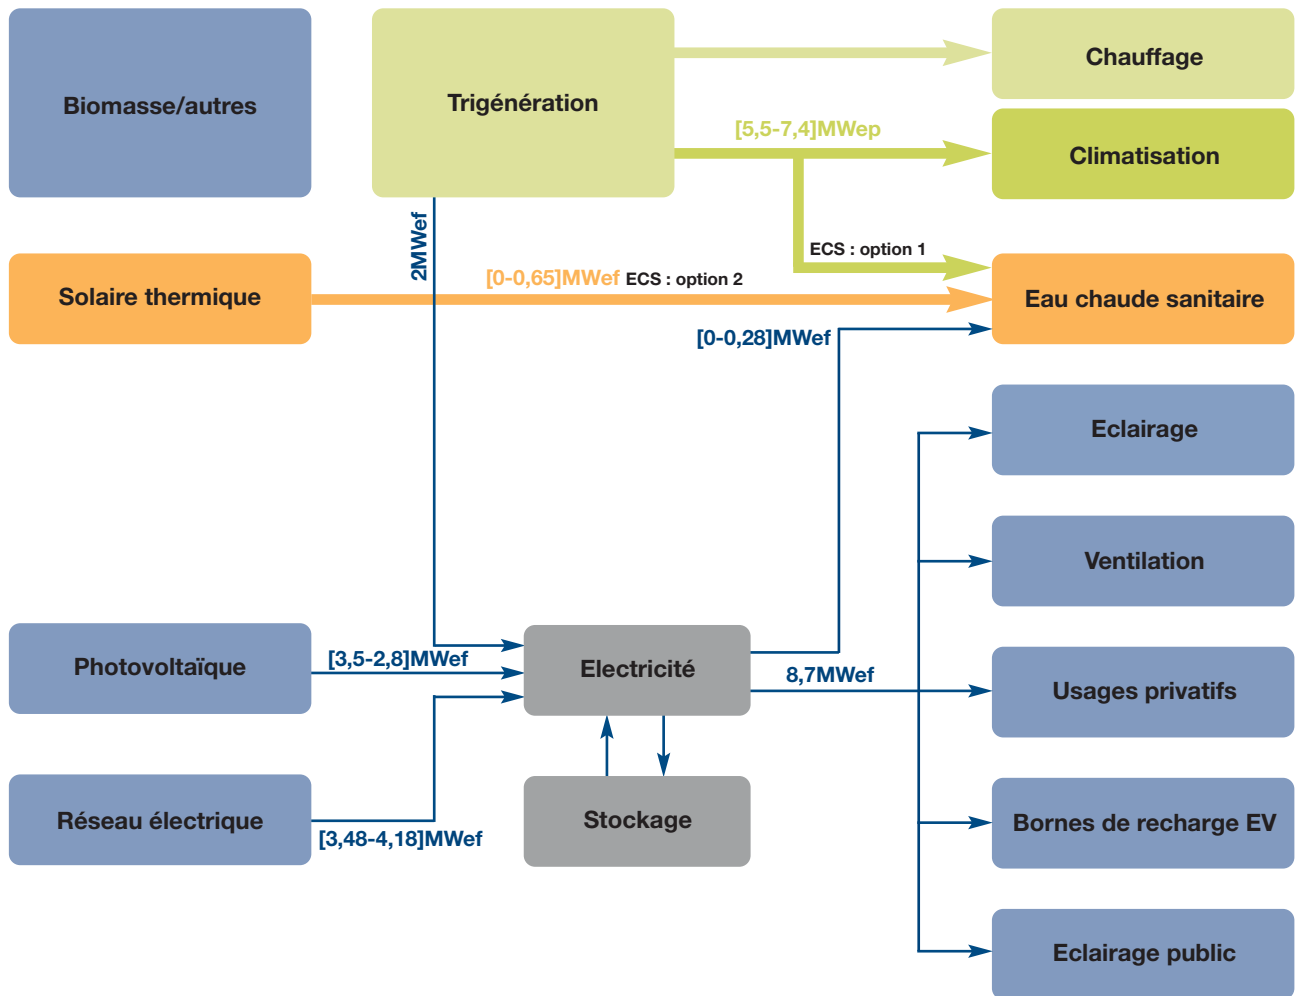 Biomasse/autres
Trigénération
Chauffage
[5,5-7,4]MWep
Climatisation
2MWef
ECS : option 1
Solaire thermique
[0-0,65]MWef ECS : option 2
Eau chaude sanitaire
[0-0,28]MWef
Eclairage
Ventilation
Photovoltaïque
[3,5-2,8]MWef
Electricité
8,7MWef
Usages privatifs
Réseau électrique
[3,48-4,18]MWef
Stockage
Bornes de recharge EV
Eclairage public